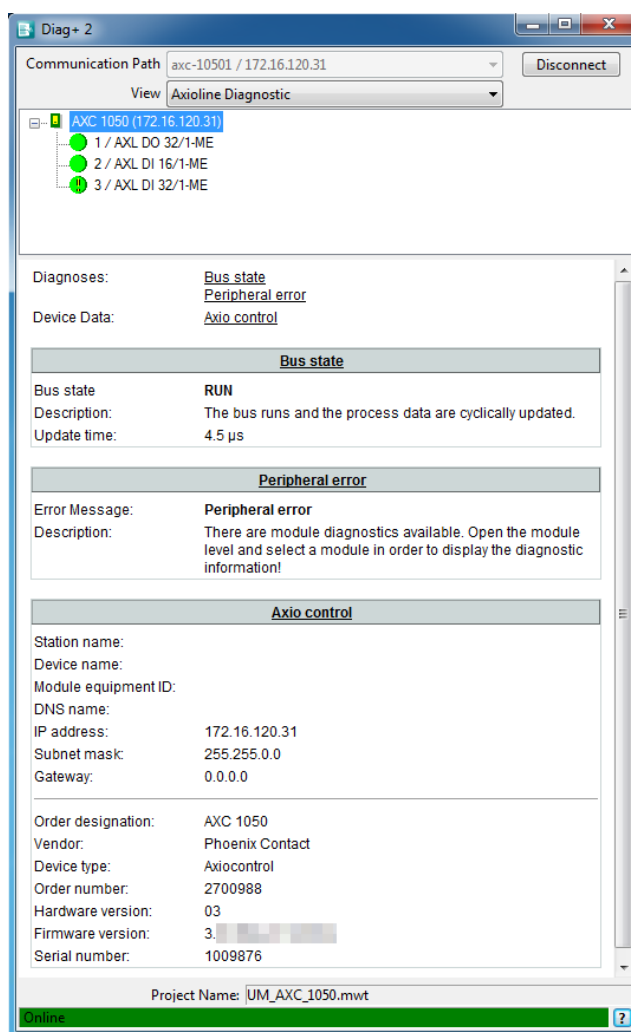 Diag+ 2
Communication Path axc-10501 / 172.16.120.31 Disconnect
View Axioline Diagnostic
AXC 1050 (172.16.120.31)
1 / AXL DO 32/1-ME
2 / AXL DI 16/1-ME
3 / AXL DI 32/1-ME
Diagnoses: Bus state
Peripheral error
Device Data: Axio control
Bus state
Bus state RUN
Description: The bus runs and the process data are cyclically updated.
Update time: 4.5 µs
Peripheral error
Error Message: Peripheral error
Description: There are module diagnostics available. Open the module
level and select a module in order to display the diagnostic
information!
Axio control
Station name:
Device name:
Module equipment ID:
DNS name:
IP address: 172.16.120.31
Subnet mask: 255.255.0.0
Gateway: 0.0.0.0
Order designation: AXC 1050
Vendor: Phoenix Contact
Device type: Axiocontrol
Order number: 2700988
Hardware version: 03
Firmware version: 3.
Serial number: 1009876
Project Name: UM_AXC_1050.mwt
Online ?